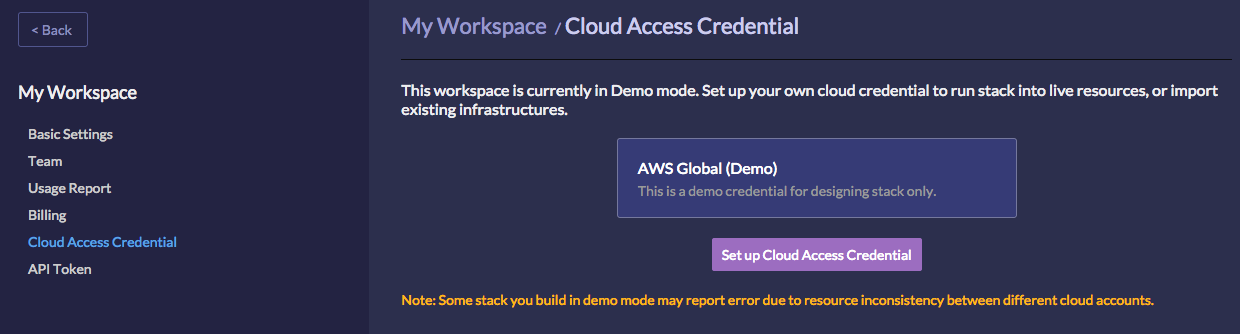 < Back
My Workspace
Basic Settings
Team
Usage Report
Billing
Cloud Access Credential
API Token
My Workspace / Cloud Access Credential
This workspace is currently in Demo mode. Set up your own cloud credential to run stack into live resources, or import
existing infrastructures.
AWS Global (Demo)
This is a demo credential for designing stack only.
Set up Cloud Access Credential
Note: Some stack you build in demo mode may report error due to resource inconsistency between different cloud accounts.